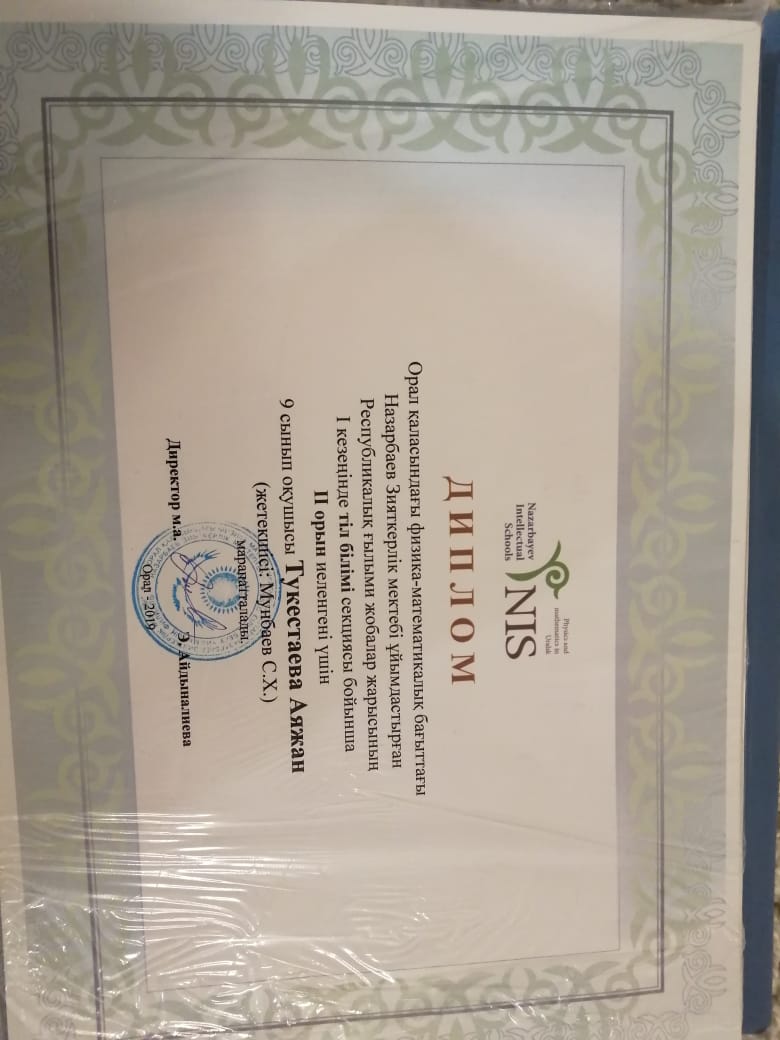 Nazarbayev
Intellectual
Schools
NIS
Physics and
mathematics in
Uralsk
ДИПЛОМ
Орал қаласындағы физика-математикалық бағыттағы
Назарбаев Зияткерлік мектебі ұйымдастырған
Республикалық ғылыми жобалар жарысының
І кезеңінде тіл білімі секциясы бойынша
ІІ орын иеленгені үшін
9 сынып оқушысы Тукестаева Аяжан
(жетекшісі: Мунбаев С.Х.)
марапатталады.
Директор м.а. Э. Айдыналиева
Орал - 2019